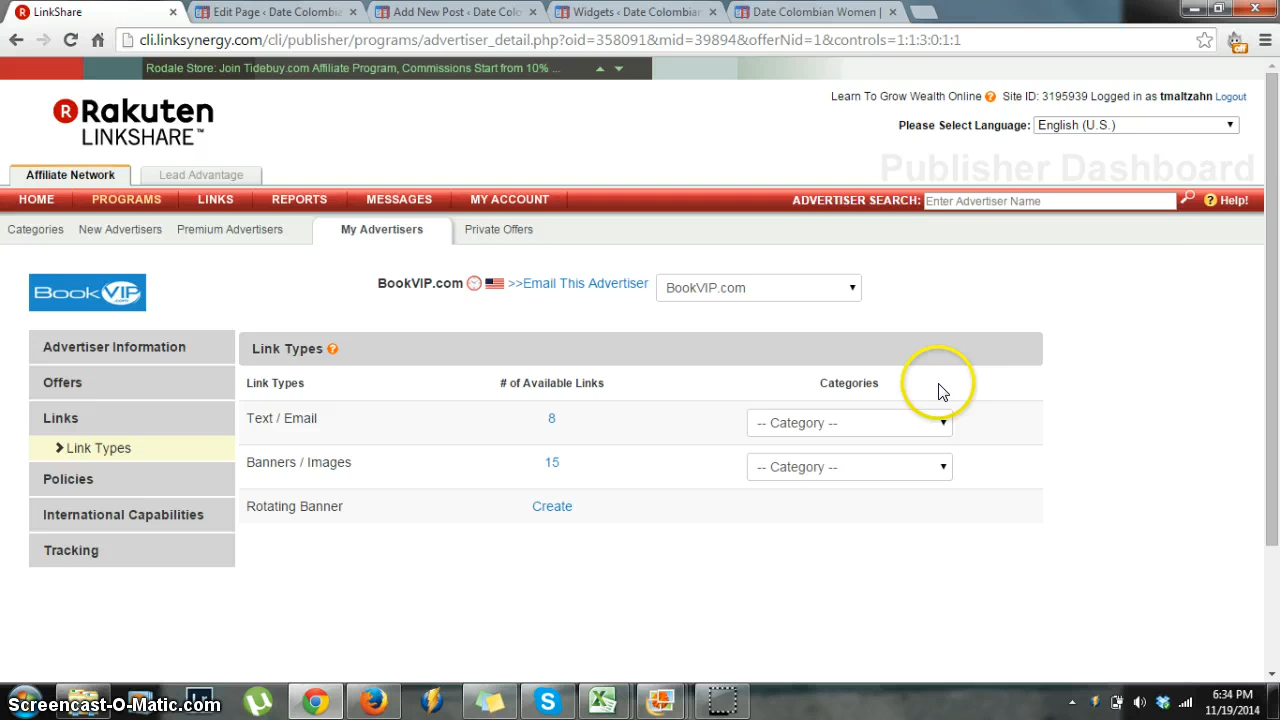 LinkShare
Edit Page ‹ Date Colombian
Add New Post ‹ Date Colo
Widgets ‹ Date Colombian
Date Colombian Women |
cli.linksynergy.com/cli/publisher/programs/advertiser_detail.php?oid=358091&mid=39894&offerNid=1&controls=1:1:3:0:1:1
off
Rodale Store: Join Tidebuy.com Affiliate Program, Commissions Start from 10% ...
R Rakuten
LINKSHARE™
Learn To Grow Wealth Online ? Site ID: 3195939 Logged in as tmaltzahn Logout
Please Select Language: English (U.S.)
Publisher Dashboard
Affiliate Network
Lead Advantage
HOME PROGRAMS LINKS REPORTS MESSAGES MY ACCOUNT ADVERTISER SEARCH: Enter Advertiser Name ? Help!
Categories New Advertisers Premium Advertisers My Advertisers Private Offers
BookVIP.com
BookVIP.com >>Email This Advertiser BookVIP.com
Advertiser Information
Offers
Links
Link Types
Policies
International Capabilities
Tracking
Link Types ?
Link Types # of Available Links Categories
Text / Email 8 -- Category --
Banners / Images 15 -- Category --
Rotating Banner Create
Lr
Screencast-O-Matic.com
6:34 PM
11/19/2014